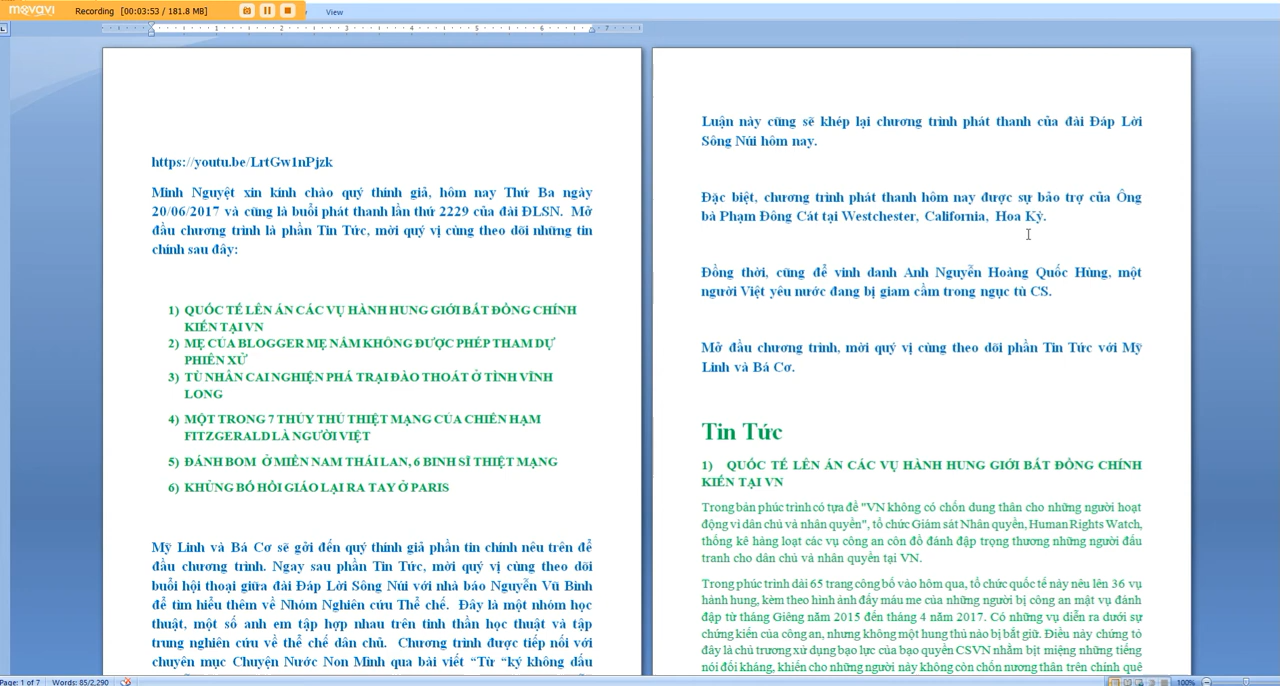 movavi Recording [00:03:53 / 181.8 MB] View
1 2 3 4 5 6 7
https://youtu.be/LrtGw1nPjzk
Minh Nguyệt xin kính chào quý thính giả, hôm nay Thứ Ba ngày
20/06/2017 và cũng là buổi phát thanh lần thứ 2229 của đài ĐLSN. Mở
đầu chương trình là phần Tin Tức, mời quý vị cùng theo dõi những tin
chính sau đây:
1) QUỐC TẾ LÊN ÁN CÁC VỤ HÀNH HUNG GIỚI BẤT ĐỒNG CHÍNH
KIẾN TẠI VN
2) MẸ CỦA BLOGGER MẸ NẤM KHÔNG ĐƯỢC PHÉP THAM DỰ
PHIÊN XỬ
3) TÙ NHÂN CAI NGHIỆN PHÁ TRẠI ĐÀO THOÁT Ở TỈNH VĨNH
LONG
4) MỘT TRONG 7 THỦY THỦ THIỆT MẠNG CỦA CHIẾN HẠM
FITZGERALD LÀ NGƯỜI VIỆT
5) ĐÁNH BOM Ở MIỀN NAM THÁI LAN, 6 BINH SĨ THIỆT MẠNG
6) KHỦNG BỐ HỒI GIÁO LẠI RA TAY Ở PARIS
Mỹ Linh và Bá Cơ sẽ gởi đến quý thính giả phần tin chính nêu trên để
đầu chương trình. Ngay sau phần Tin Tức, mời quý vị cùng theo dõi
buổi hội thoại giữa đài Đáp Lời Sông Núi với nhà báo Nguyễn Vũ Bình
để tìm hiểu thêm về Nhóm Nghiên cứu Thể chế. Đây là một nhóm học
thuật, một số anh em tập hợp nhau trên tinh thần học thuật và tập
trung nghiên cứu về thể chế dân chủ. Chương trình được tiếp nối với
chuyên mục Chuyện Nước Non Mình qua bài viết “Từ “ký không dấu
Luận này cũng sẽ khép lại chương trình phát thanh của đài Đáp Lời
Sông Núi hôm nay.
Đặc biệt, chương trình phát thanh hôm nay được sự bảo trợ của Ông
bà Phạm Đông Cát tại Westchester, California, Hoa Kỳ.
Đồng thời, cũng để vinh danh Anh Nguyễn Hoàng Quốc Hùng, một
người Việt yêu nước đang bị giam cầm trong ngục tù CS.
Mở đầu chương trình, mời quý vị cùng theo dõi phần Tin Tức với Mỹ
Linh và Bá Cơ.
Tin Tức
1) QUỐC TẾ LÊN ÁN CÁC VỤ HÀNH HUNG GIỚI BẤT ĐỒNG CHÍNH
KIẾN TẠI VN
Trong bản phúc trình có tựa đề "VN không có chốn dung thân cho những người hoạt
động vì dân chủ và nhân quyền", tổ chức Giám sát Nhân quyền, Human Rights Watch,
thống kê hàng loạt các vụ công an côn đồ đánh đập trọng thương những người đấu
tranh cho dân chủ và nhân quyền tại VN.
Trong phúc trình dài 65 trang công bố vào hôm qua, tổ chức quốc tế này nêu lên 36 vụ
hành hung, kèm theo hình ảnh đẫy máu me của những người bị công an mật vụ đánh
đập từ tháng Giêng năm 2015 đến tháng 4 năm 2017. Có những vụ diễn ra dưới sự
chứng kiến của công an, nhưng không một hung thủ nào bị bắt giữ. Điều này chứng tỏ
đây là chủ trương xử dụng bạo lực của bạo quyền CSVN nhằm bịt miệng những tiếng
nói đối kháng, khiến cho những người này không còn chốn nương thân trên chính quê
Page: 1 of 7 Words: 85/2,290 100%